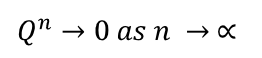 Qⁿ → 0 as n → ∝